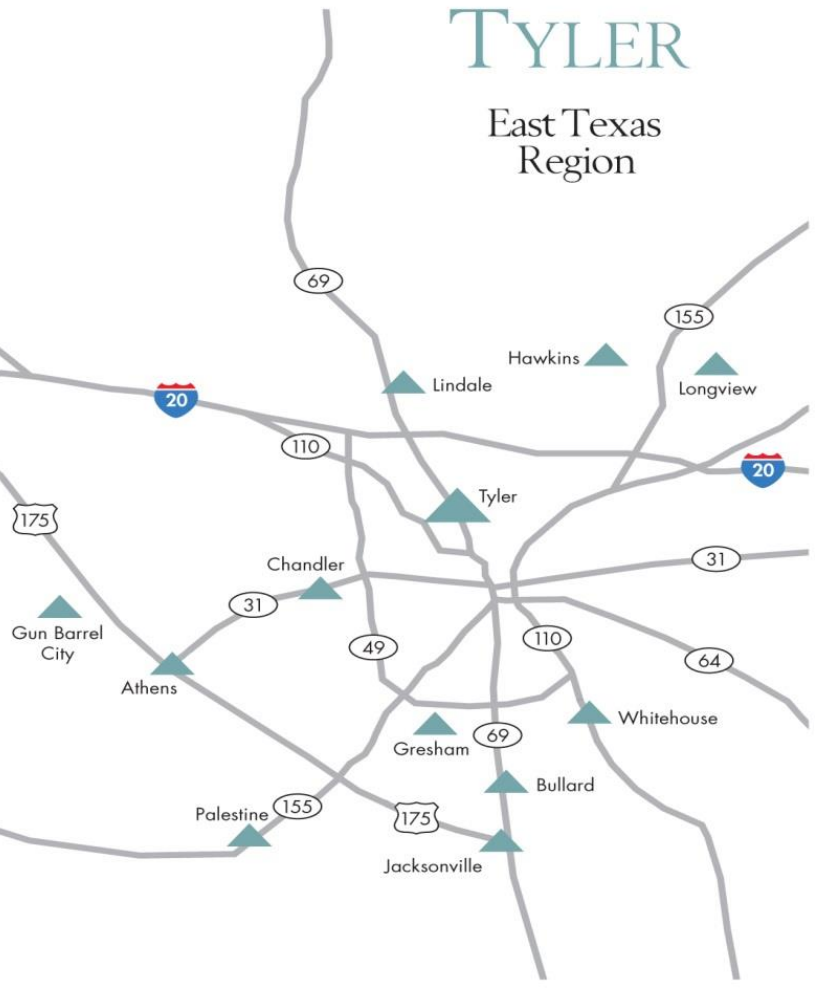 TYLER
East Texas
Region
69
155
Hawkins
Longview
Lindale
20
110
20
Tyler
175
31
Chandler
31
Gun Barrel
City
49
110
64
Athens
Whitehouse
Gresham
69
Bullard
Palestine
155
175
Jacksonville